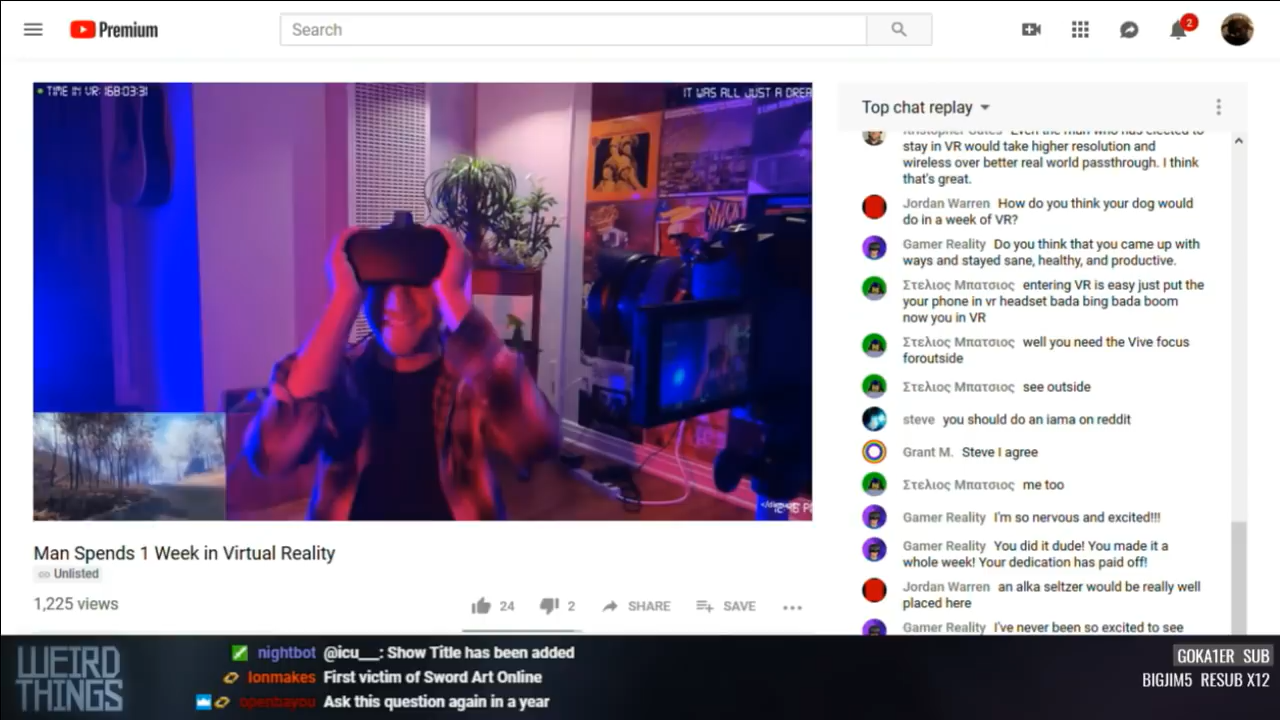 Premium
Search
2
TIME IN VR: 168:03:31
IT WAS ALL JUST A DREA
Top chat replay
stay in VR would take higher resolution and
wireless over better real world passthrough. I think
that's great.
Jordan Warren How do you think your dog would
do in a week of VR?
Gamer Reality Do you think that you came up with
ways and stayed sane, healthy, and productive.
Στελιος Μπατσιος entering VR is easy just put the
your phone in vr headset bada bing bada boom
now you in VR
Στελιος Μπατσιος well you need the Vive focus
foroutside
Στελιος Μπατσιος see outside
steve you should do an iama on reddit
Grant M. Steve I agree
Στελιος Μπατσιος me too
Gamer Reality I'm so nervous and excited!!!
Gamer Reality You did it dude! You made it a
whole week! Your dedication has paid off!
Jordan Warren an alka seltzer would be really well
placed here
Gamer Reality I've never been so excited to see
Man Spends 1 Week in Virtual Reality
Unlisted
1,225 views
24
2
SHARE
SAVE
WEIRD
THINGS
nightbot @icu__: Show Title has been added
lonmakes First victim of Sword Art Online
openbayou Ask this question again in a year
GOKA1ER SUB
BIGJIM5 RESUB X12